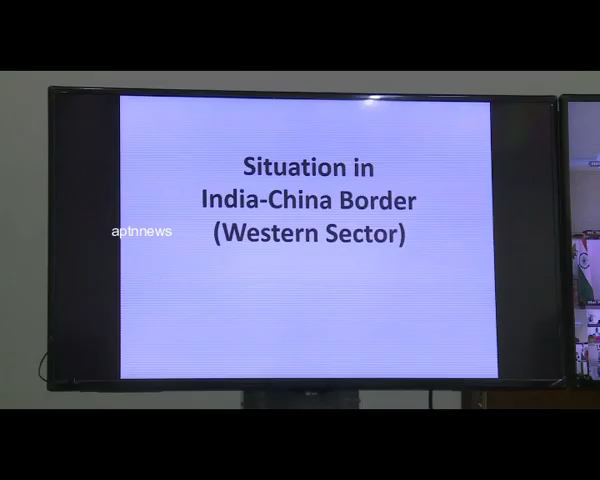 Situation in
India-China Border
(Western Sector)
aptnnews